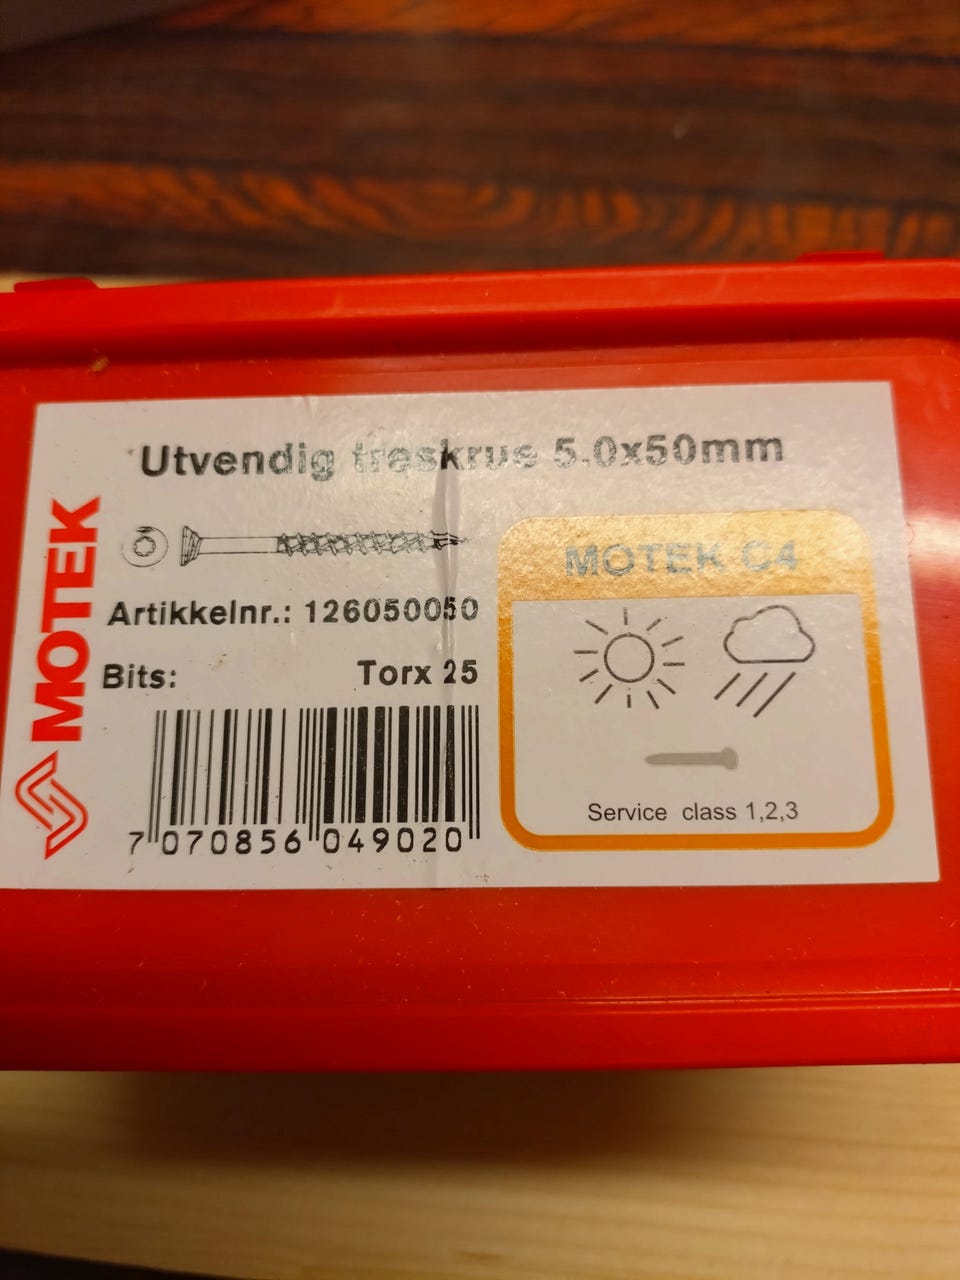 Utvendig treskrue 5.0x50mm
MOTEK
Artikkelnr.: 126050050
Bits: Torx 25
7 070856 049020
MOTEK C4
Service class 1,2,3